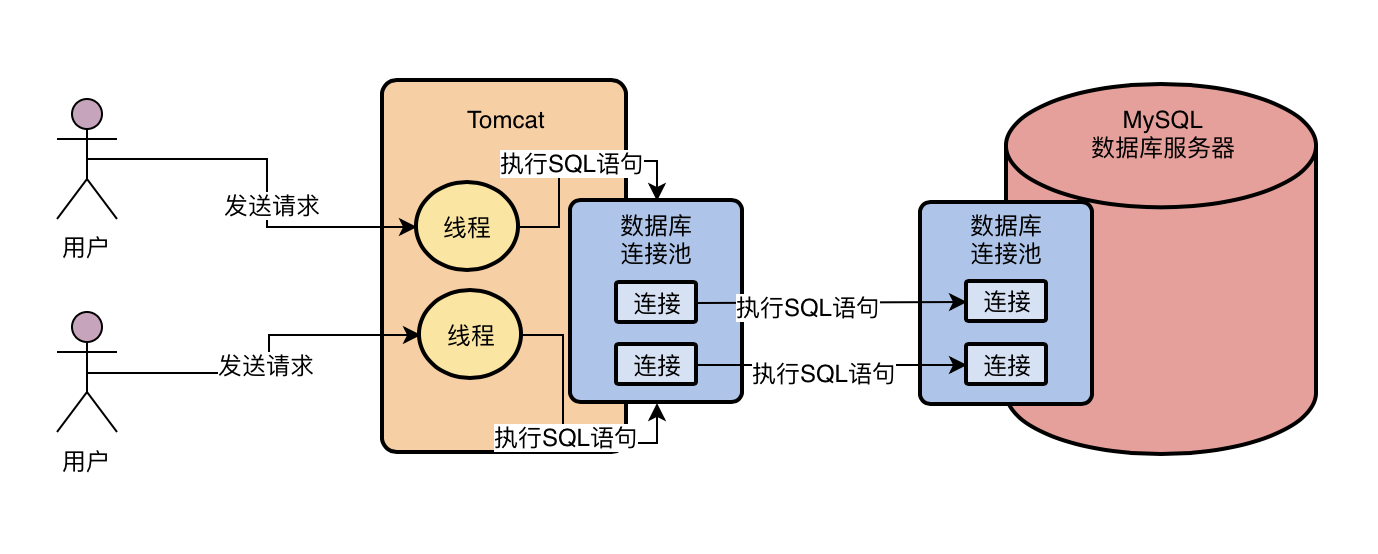 Tomcat
MySQL
数据库服务器
执行SQL语句
发送请求
线程
数据库
连接池
数据库
连接池
用户
连接
执行SQL语句
连接
线程
发送请求
连接
执行SQL语句
连接
执行SQL语句
用户